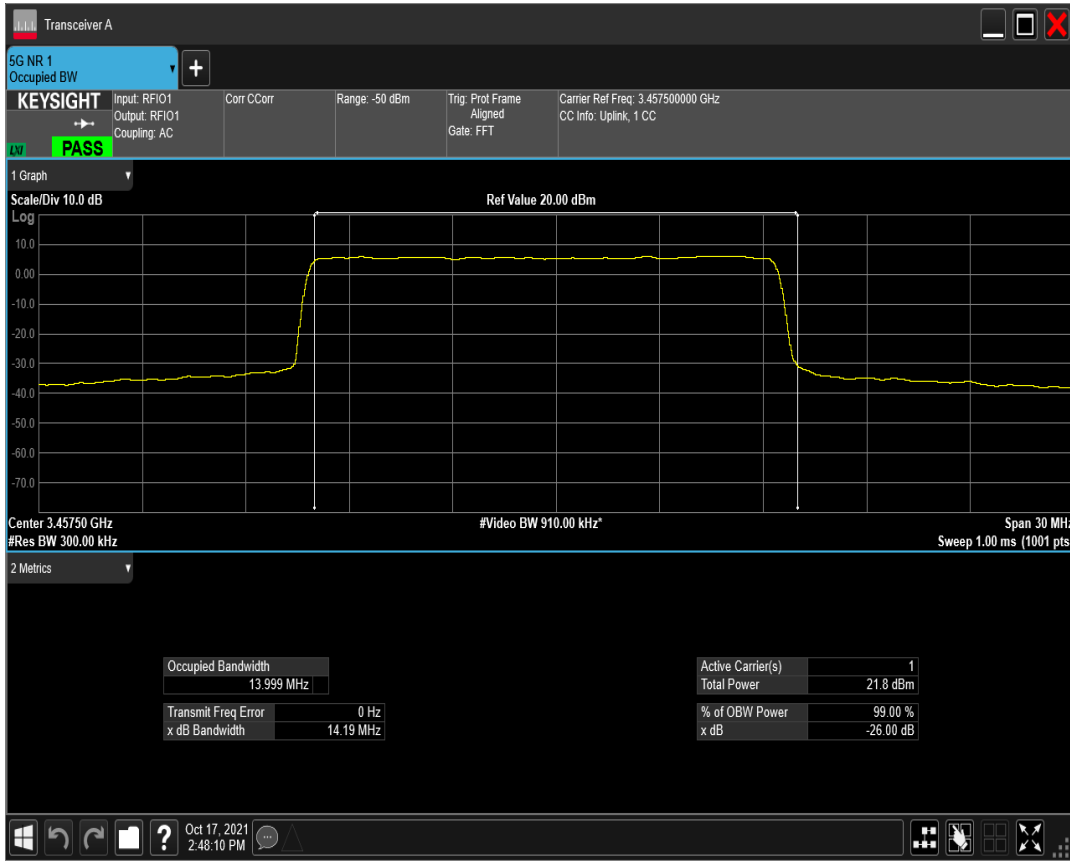 Transceiver A
5G NR 1
Occupied BW
+
KEYSIGHT
LXI
PASS
Input: RFIO1
Output: RFIO1
Coupling: AC
Corr CCorr
Range: -50 dBm
Trig: Prot Frame
Aligned
Gate: FFT
Carrier Ref Freq: 3.457500000 GHz
CC Info: Uplink, 1 CC
1 Graph
Scale/Div 10.0 dB
Ref Value 20.00 dBm
Log
10.0
0.00
-10.0
-20.0
-30.0
-40.0
-50.0
-60.0
-70.0
Center 3.45750 GHz
#Video BW 910.00 kHz*
Span 30 MHz
#Res BW 300.00 kHz
Sweep 1.00 ms (1001 pts
2 Metrics
Occupied Bandwidth
13.999 MHz
Transmit Freq Error 0 Hz
x dB Bandwidth 14.19 MHz
Active Carrier(s) 1
Total Power 21.8 dBm
% of OBW Power 99.00 %
x dB -26.00 dB
?
Oct 17, 2021
2:48:10 PM